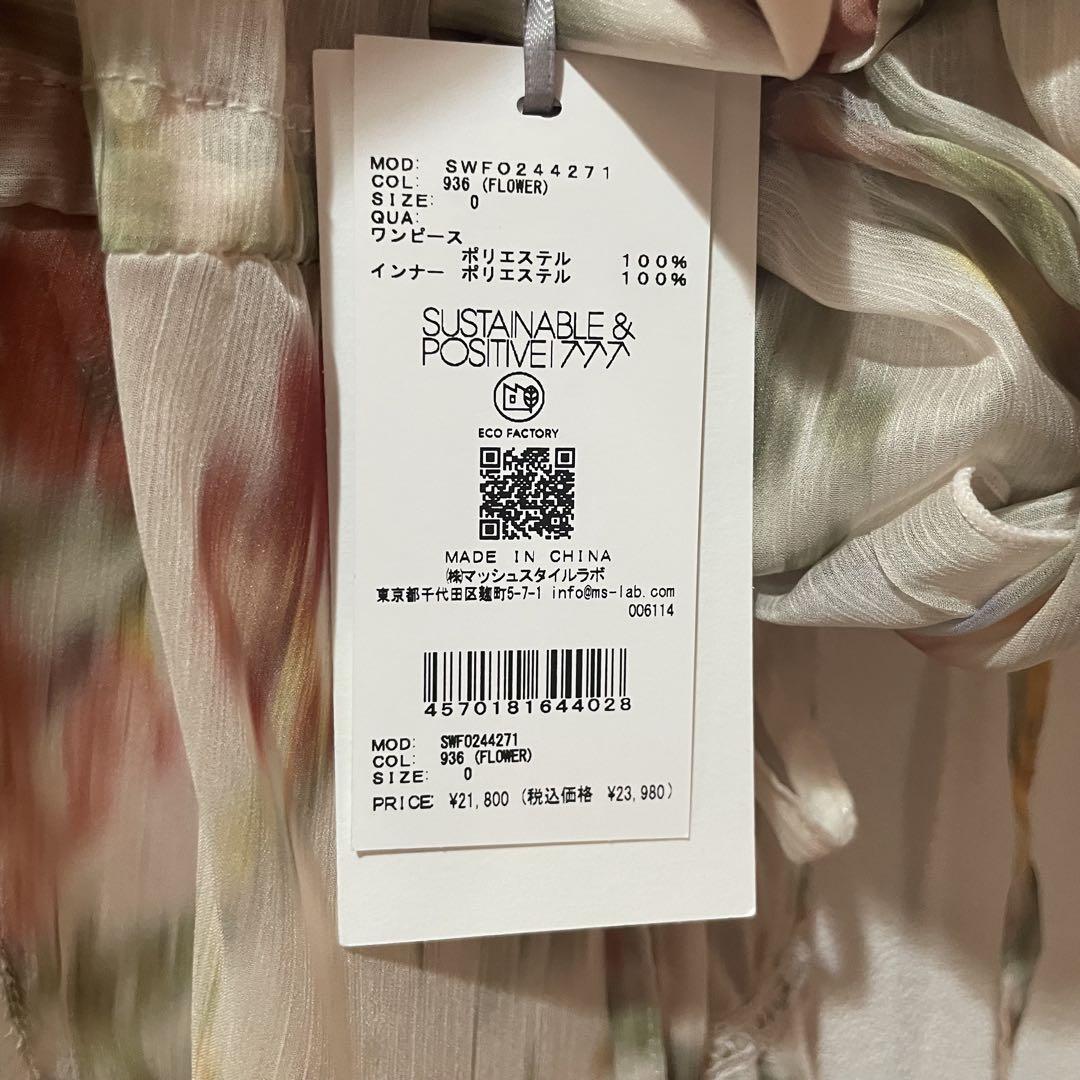 MOD: SWFO244271
COL: 936 (FLOWER)
SIZE: 0
QUA:
ワンピース
ポリエステル 100%
インナー ポリエステル 100%
SUSTAINABLE &
POSITIVE!↗↗↗
ECO FACTORY
MADE IN CHINA
㈱マッシュスタイルラボ
東京都千代田区麹町5-7-1 info@ms-lab.com
006114
4570181644028
MOD: SWFO244271
COL: 936 (FLOWER)
SIZE: 0
PRICE: ¥21,800 (税込価格 ¥23,980)